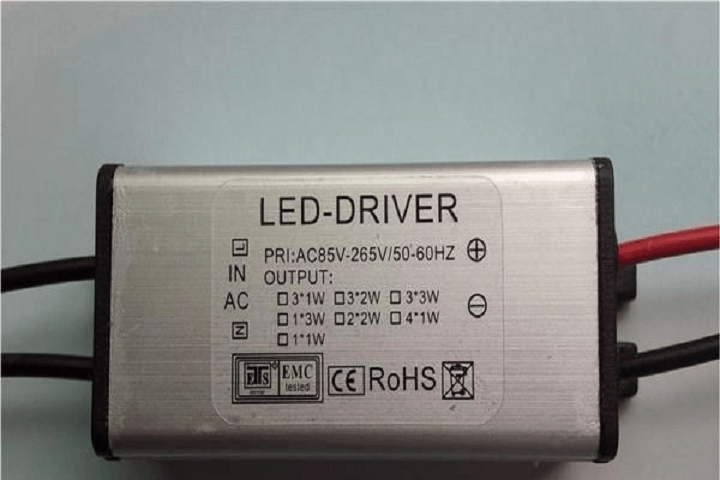 LED-DRIVER
L
PRI:AC85V-265V/50-60HZ
IN
OUTPUT:
AC
3*1W 3*2W 3*3W
1*3W 2*2W 4*1W
N
1*1W
ETS EMC
tested
CE RoHS